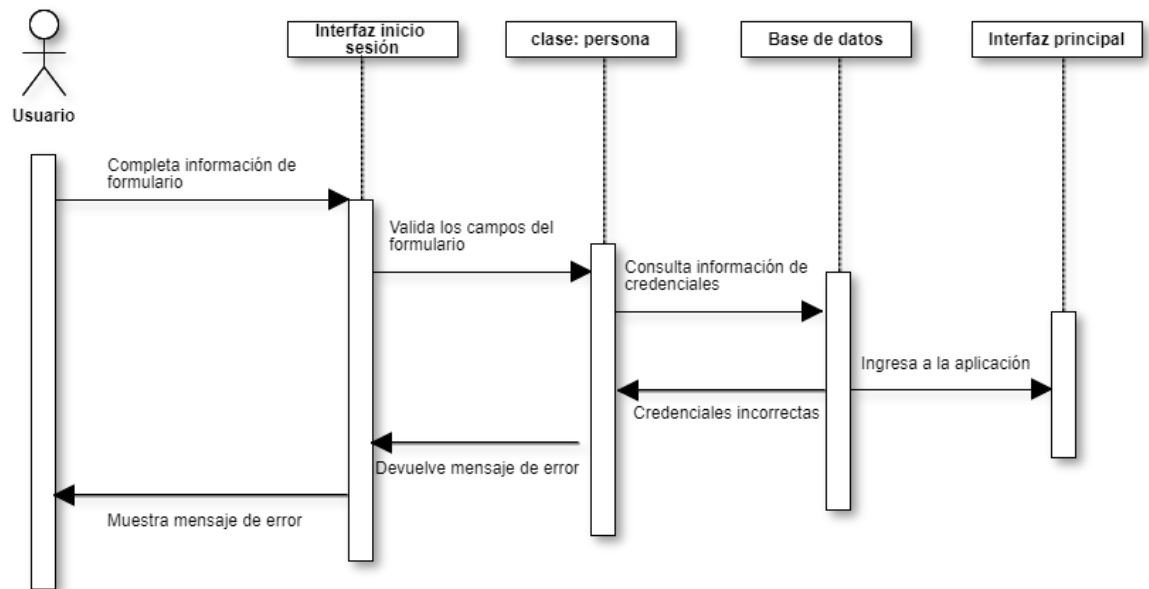 Interfaz inicio
sesión
clase: persona
Base de datos
Interfaz principal
Usuario
Completa información de
formulario
Valida los campos del
formulario
Consulta información de
credenciales
Ingresa a la aplicación
Credenciales incorrectas
Devuelve mensaje de error
Muestra mensaje de error